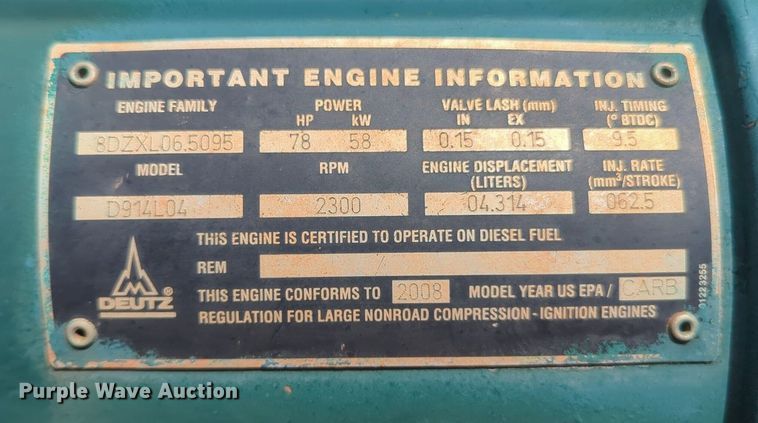 IMPORTANT ENGINE INFORMATION
ENGINE FAMILY POWER VALVE LASH (mm) INJ. TIMING
HP kW IN EX (° BTDC)
8DZXL06.5095 78 58 0.15 0.15 9.5
MODEL RPM ENGINE DISPLACEMENT INJ. RATE
(LITERS) (mm³/STROKE)
D914L04 2300 04.314 062.5
THIS ENGINE IS CERTIFIED TO OPERATE ON DIESEL FUEL
REM
DEUTZ®
THIS ENGINE CONFORMS TO 2008 MODEL YEAR US EPA / CARB
REGULATION FOR LARGE NONROAD COMPRESSION - IGNITION ENGINES
01223255
Purple Wave Auction